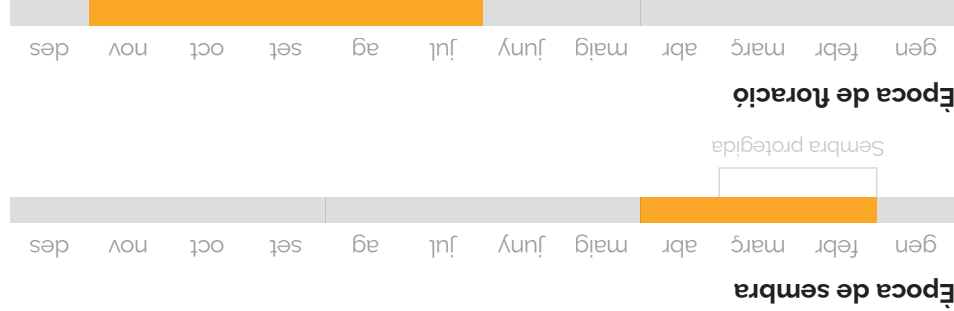 Època de sembra
gen febr març abr maig juny jul ag set oct nov des
Sembra protegida
Època de floració
gen febr març abr maig juny jul ag set oct nov des